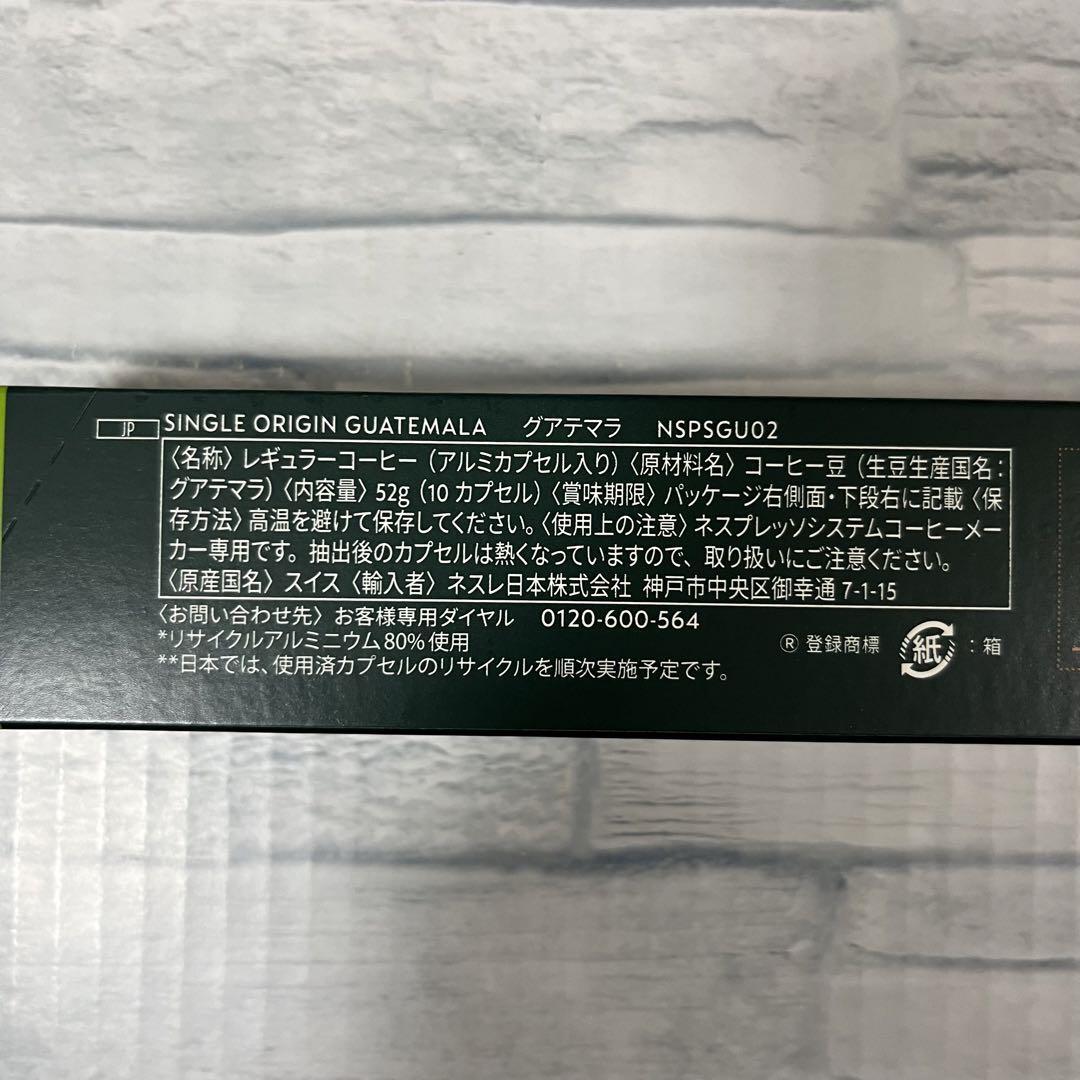 JP SINGLE ORIGIN GUATEMALA グアテマラ NSPSGU02
〈名称〉レギュラーコーヒー（アルミカプセル入り）〈原材料名〉コーヒー豆（生豆生産国名：
グアテマラ）〈内容量〉52g（10 カプセル）〈賞味期限〉パッケージ右側面・下段右に記載〈保
存方法〉高温を避けて保存してください。〈使用上の注意〉ネスプレッソシステムコーヒーメー
カー専用です。抽出後のカプセルは熱くなっていますので、取り扱いにご注意ください。
〈原産国名〉スイス〈輸入者〉ネスレ日本株式会社 神戸市中央区御幸通 7-1-15
〈お問い合わせ先〉お客様専用ダイヤル 0120-600-564
*リサイクルアルミニウム80%使用
® 登録商標 紙：箱
**日本では、使用済カプセルのリサイクルを順次実施予定です。